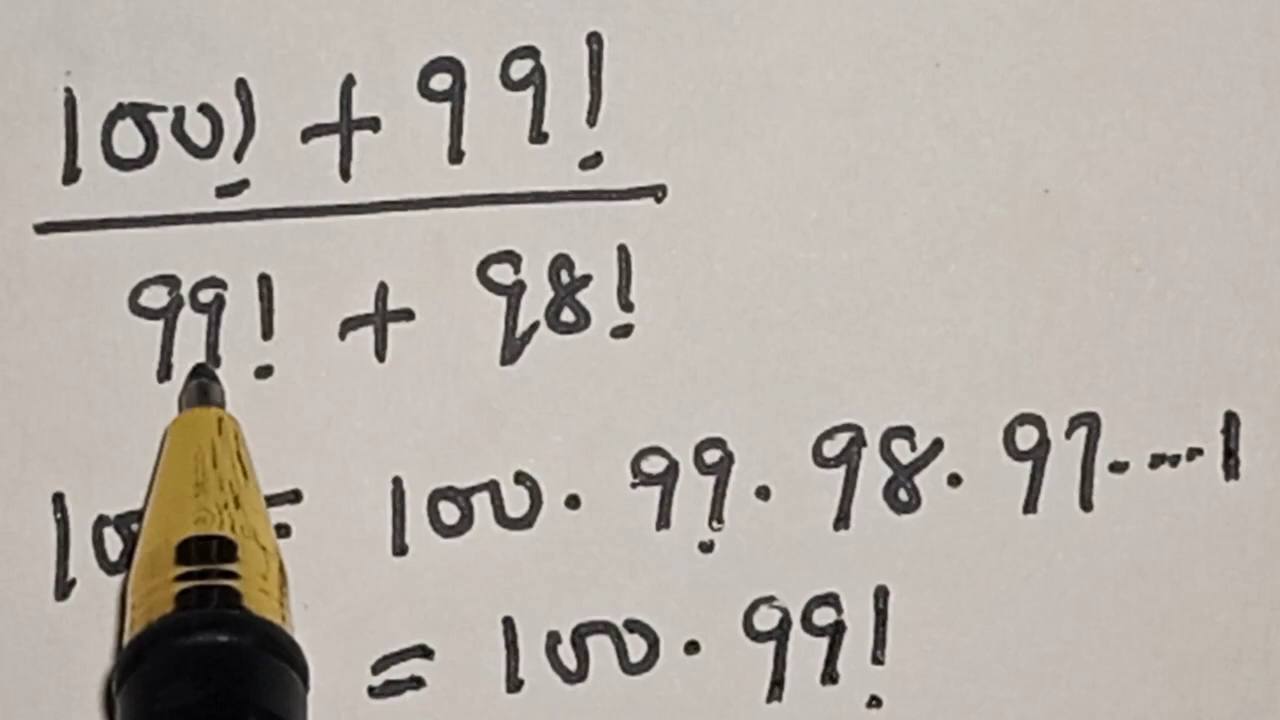 100! + 99!
99! + 98!
= 100 . 99 . 98 . 97 . ... 1
= 100 . 99!